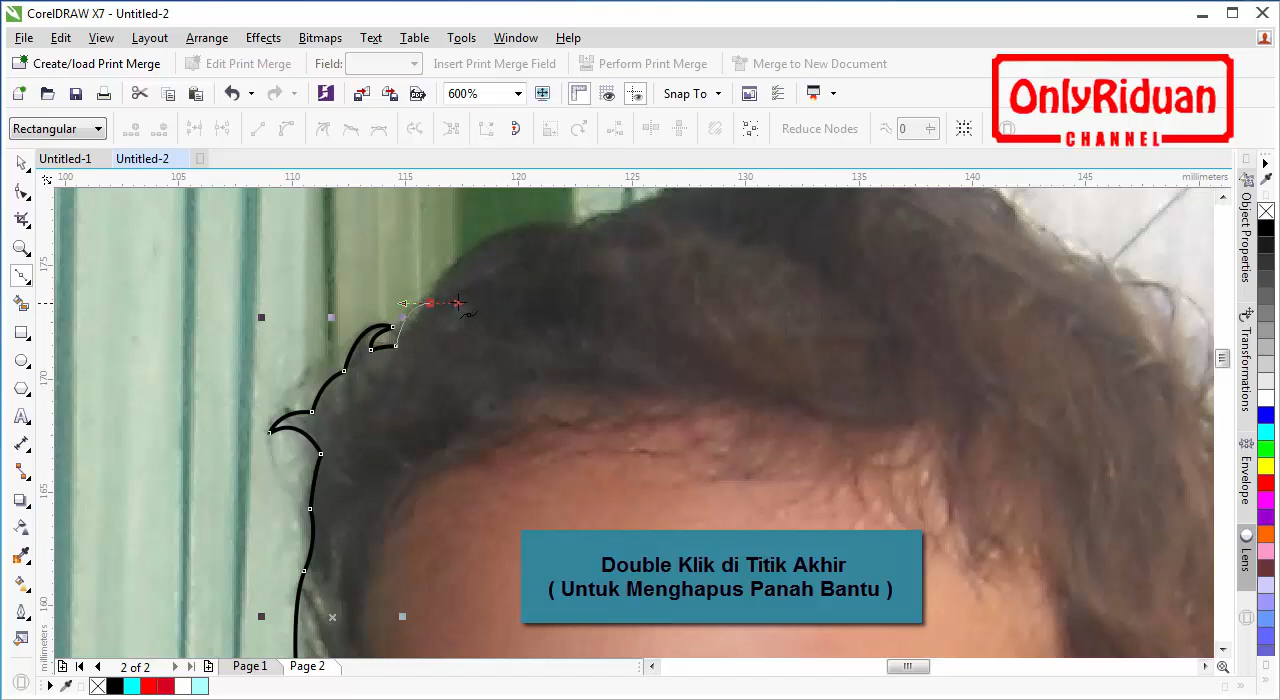 CorelDRAW X7 - Untitled-2
File Edit View Layout Arrange Effects Bitmaps Text Table Tools Window Help
Create/load Print Merge Edit Print Merge Field: Insert Print Merge Field Perform Print Merge Merge to New Document
600% Snap To
OnlyRiduan
CHANNEL
Rectangular Reduce Nodes 0
Untitled-1 Untitled-2
100 105 110 115 120 125 130 135 140 145 millimeters
175
170
165
160
millimeters
Object Properties
Transformations
Envelope
Lens
Double Klik di Titik Akhir
( Untuk Menghapus Panah Bantu )
2 of 2 Page 1 Page 2